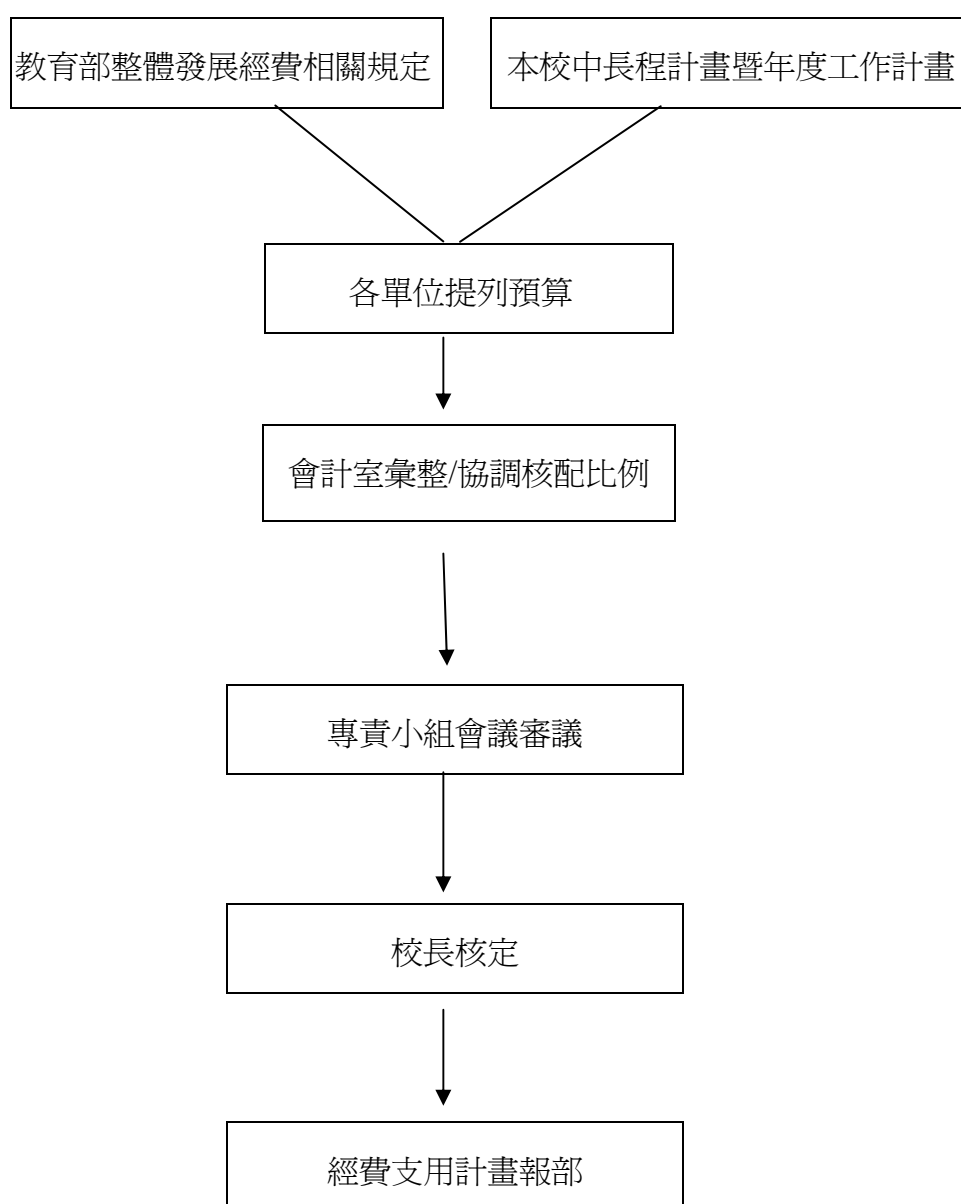 教育部整體發展經費相關規定
本校中長程計畫暨年度工作計畫
各單位提列預算
會計室彙整/協調核配比例
專責小組會議審議
校長核定
經費支用計畫報部